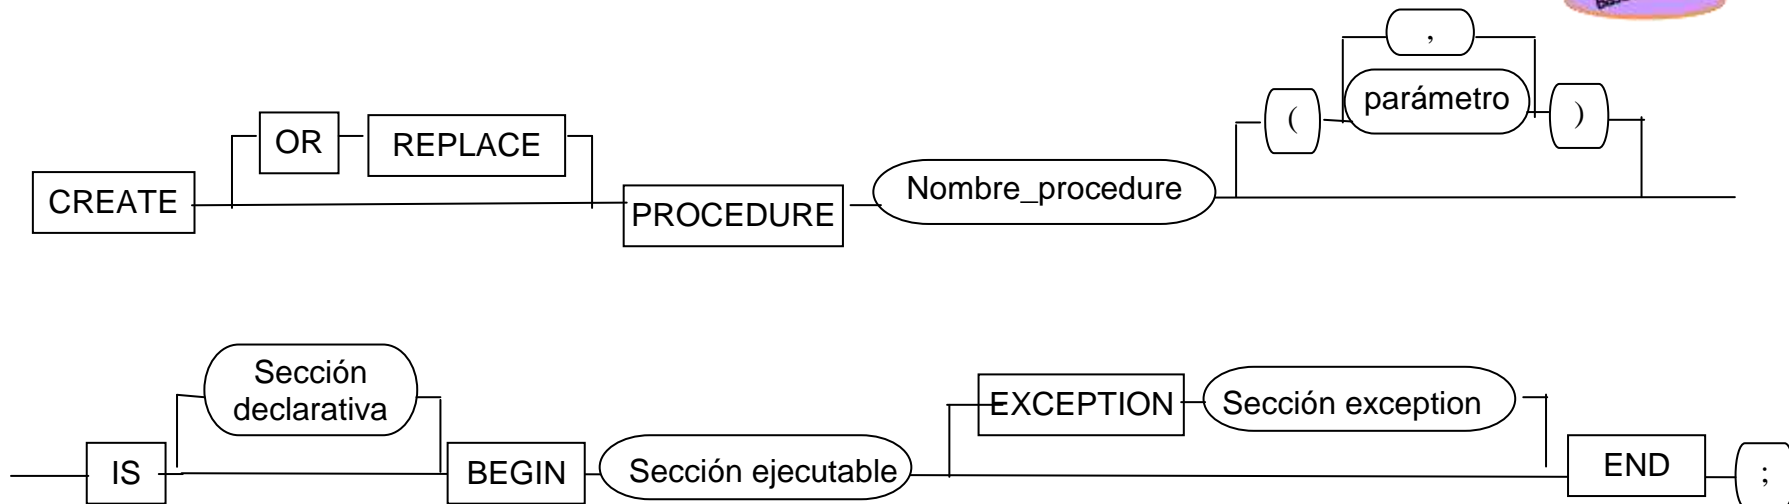 ,
( parámetro )
OR REPLACE
CREATE PROCEDURE Nombre_procedure
Sección
declarativa
EXCEPTION Sección exception
IS BEGIN Sección ejecutable END ;